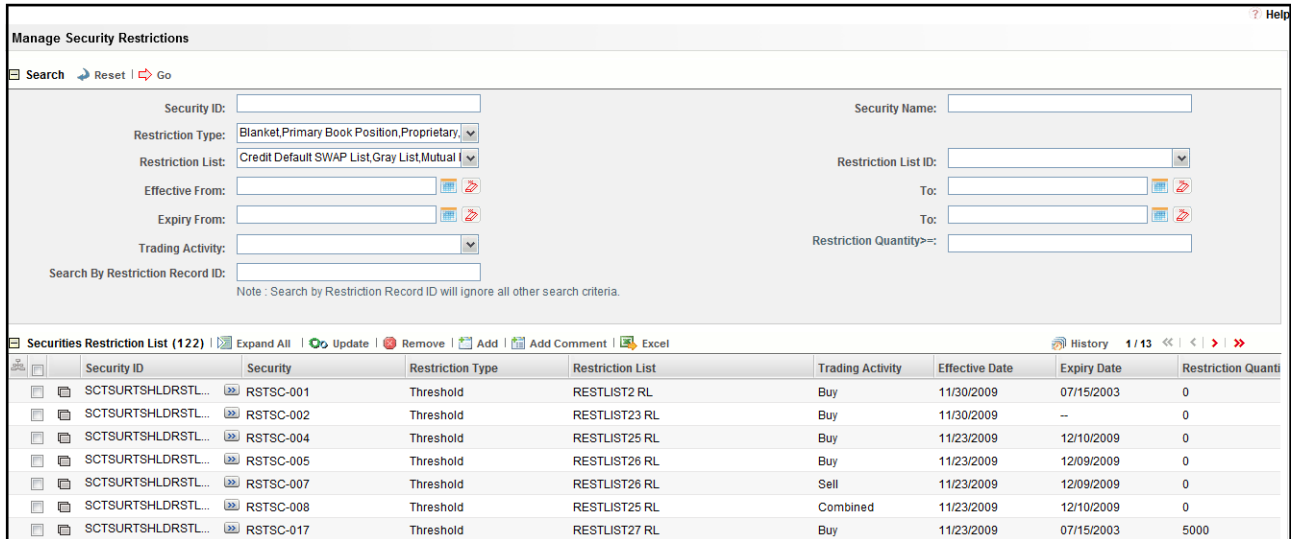 ? Help
Manage Security Restrictions
Search Reset | Go
Security ID: Security Name:
Restriction Type: Blanket,Primary Book Position,Proprietary,
Restriction List: Credit Default SWAP List,Gray List,Mutual Restriction List ID:
Effective From: To:
Expiry From: To:
Trading Activity: Restriction Quantity>=:
Search By Restriction Record ID:
Note : Search by Restriction Record ID will ignore all other search criteria.
Securities Restriction List (122) | Expand All | Update | Remove | Add | Add Comment | Excel History 1 / 13 « | < | > | »
Security ID Security Restriction Type Restriction List Trading Activity Effective Date Expiry Date Restriction Quanti
SCTSURTSHLDRSTL... RSTSC-001 Threshold RESTLIST2 RL Buy 11/30/2009 07/15/2003 0
SCTSURTSHLDRSTL... RSTSC-002 Threshold RESTLIST23 RL Buy 11/30/2009 -- 0
SCTSURTSHLDRSTL... RSTSC-004 Threshold RESTLIST25 RL Buy 11/23/2009 12/10/2009 0
SCTSURTSHLDRSTL... RSTSC-005 Threshold RESTLIST26 RL Buy 11/23/2009 12/09/2009 0
SCTSURTSHLDRSTL... RSTSC-007 Threshold RESTLIST26 RL Sell 11/23/2009 12/09/2009 0
SCTSURTSHLDRSTL... RSTSC-008 Threshold RESTLIST25 RL Combined 11/23/2009 12/10/2009 0
SCTSURTSHLDRSTL... RSTSC-017 Threshold RESTLIST27 RL Buy 11/23/2009 07/15/2003 5000